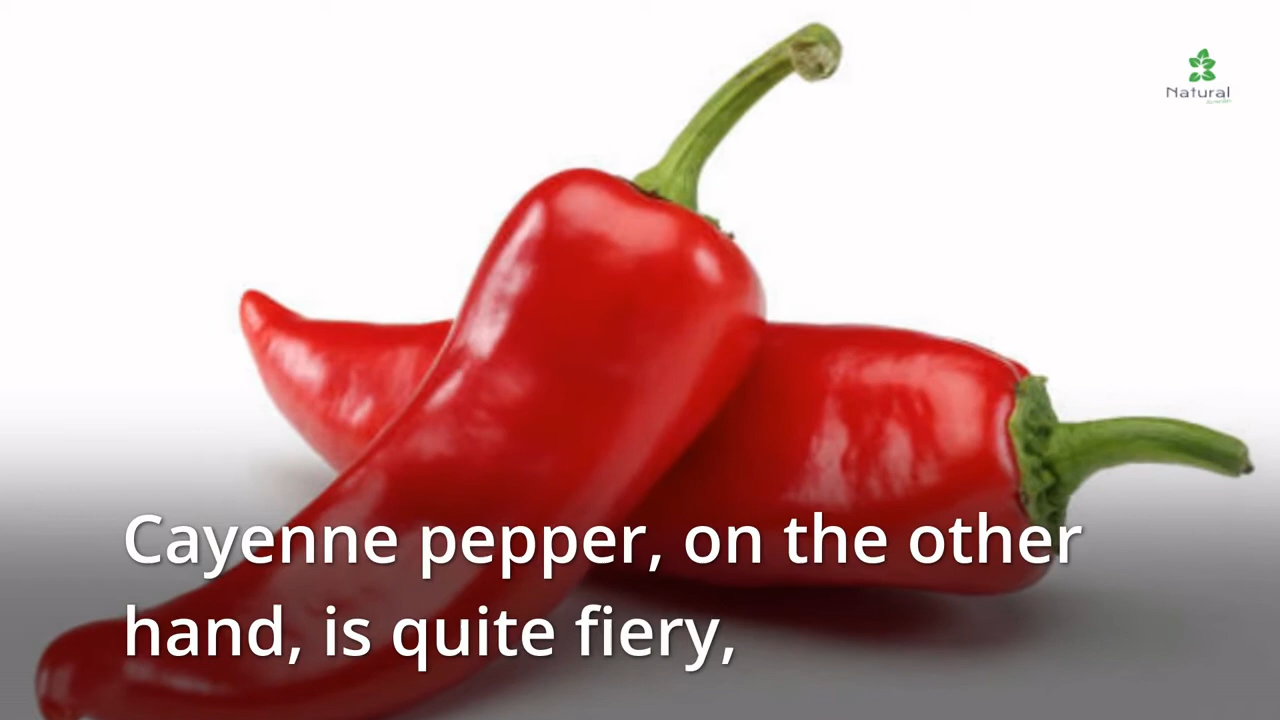 Natural
Cayenne pepper, on the other
hand, is quite fiery,